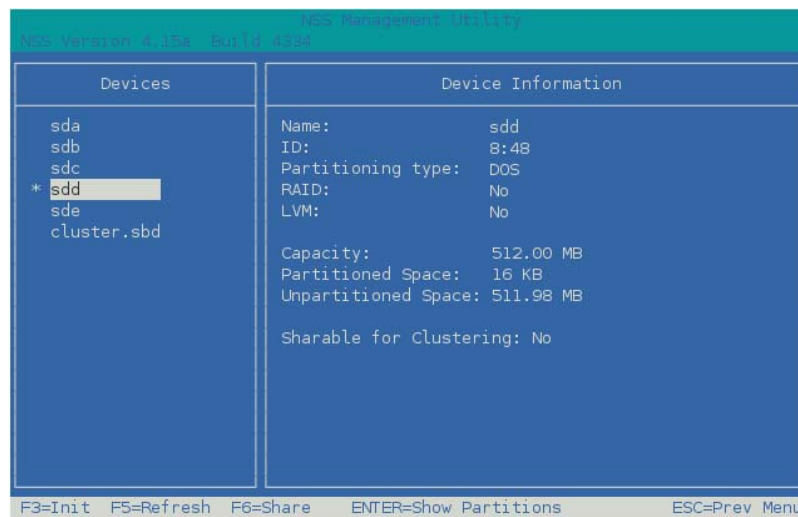 NSS Management Utility
NSS Version 4.15a Build 4334
Devices
sda
sdb
sdc
* sdd
sde
cluster.sbd
Device Information
Name: sdd
ID: 8:48
Partitioning type: DOS
RAID: No
LVM: No
Capacity: 512.00 MB
Partitioned Space: 16 KB
Unpartitioned Space: 511.98 MB
Sharable for Clustering: No
F3=Init F5=Refresh F6=Share ENTER=Show Partitions ESC=Prev Menu